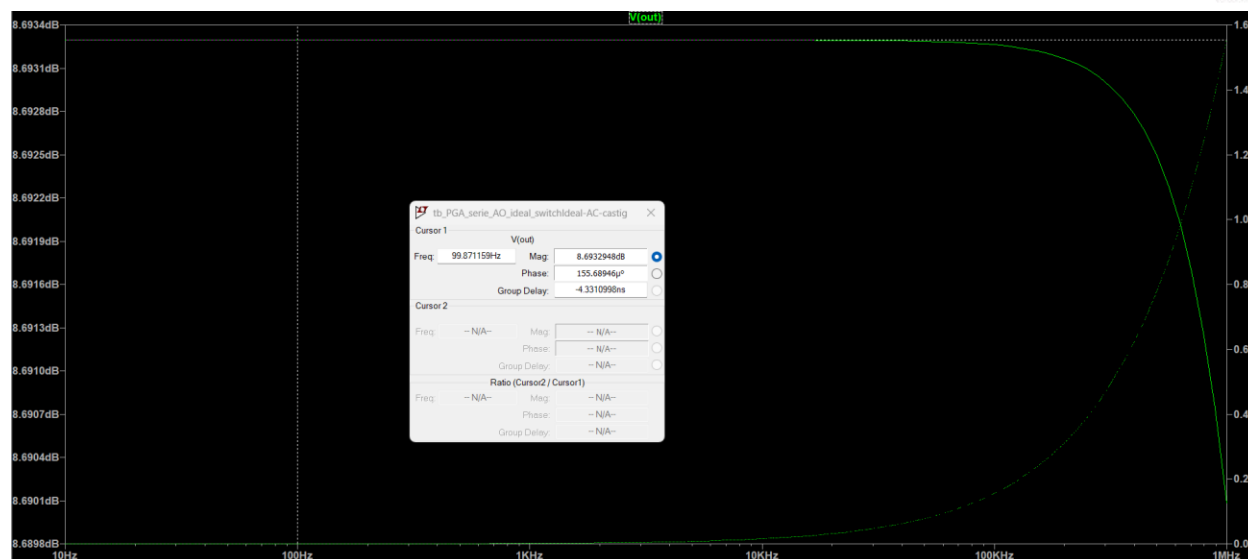 V(out)
8.6934dB
8.6931dB
8.6928dB
8.6925dB
8.6922dB
8.6919dB
8.6916dB
8.6913dB
8.6910dB
8.6907dB
8.6904dB
8.6901dB
8.6898dB
tb_PGA_serie_AO_ideal_switchIdeal-AC-castig
Cursor 1
V(out)
Freq: 99.871159Hz Mag: 8.6932948dB
Phase: 155.68946µ°
Group Delay: -4.3310998ns
Cursor 2
Freq: -- N/A-- Mag: -- N/A--
Phase: -- N/A--
Group Delay: -- N/A--
Ratio (Cursor2 / Cursor1)
Freq: -- N/A-- Mag: -- N/A--
Phase: -- N/A--
Group Delay: -- N/A--
1.6
1.4
1.2
1.0
0.8
0.6
0.4
0.2
0.0
10Hz 100Hz 1KHz 10KHz 100KHz 1MHz